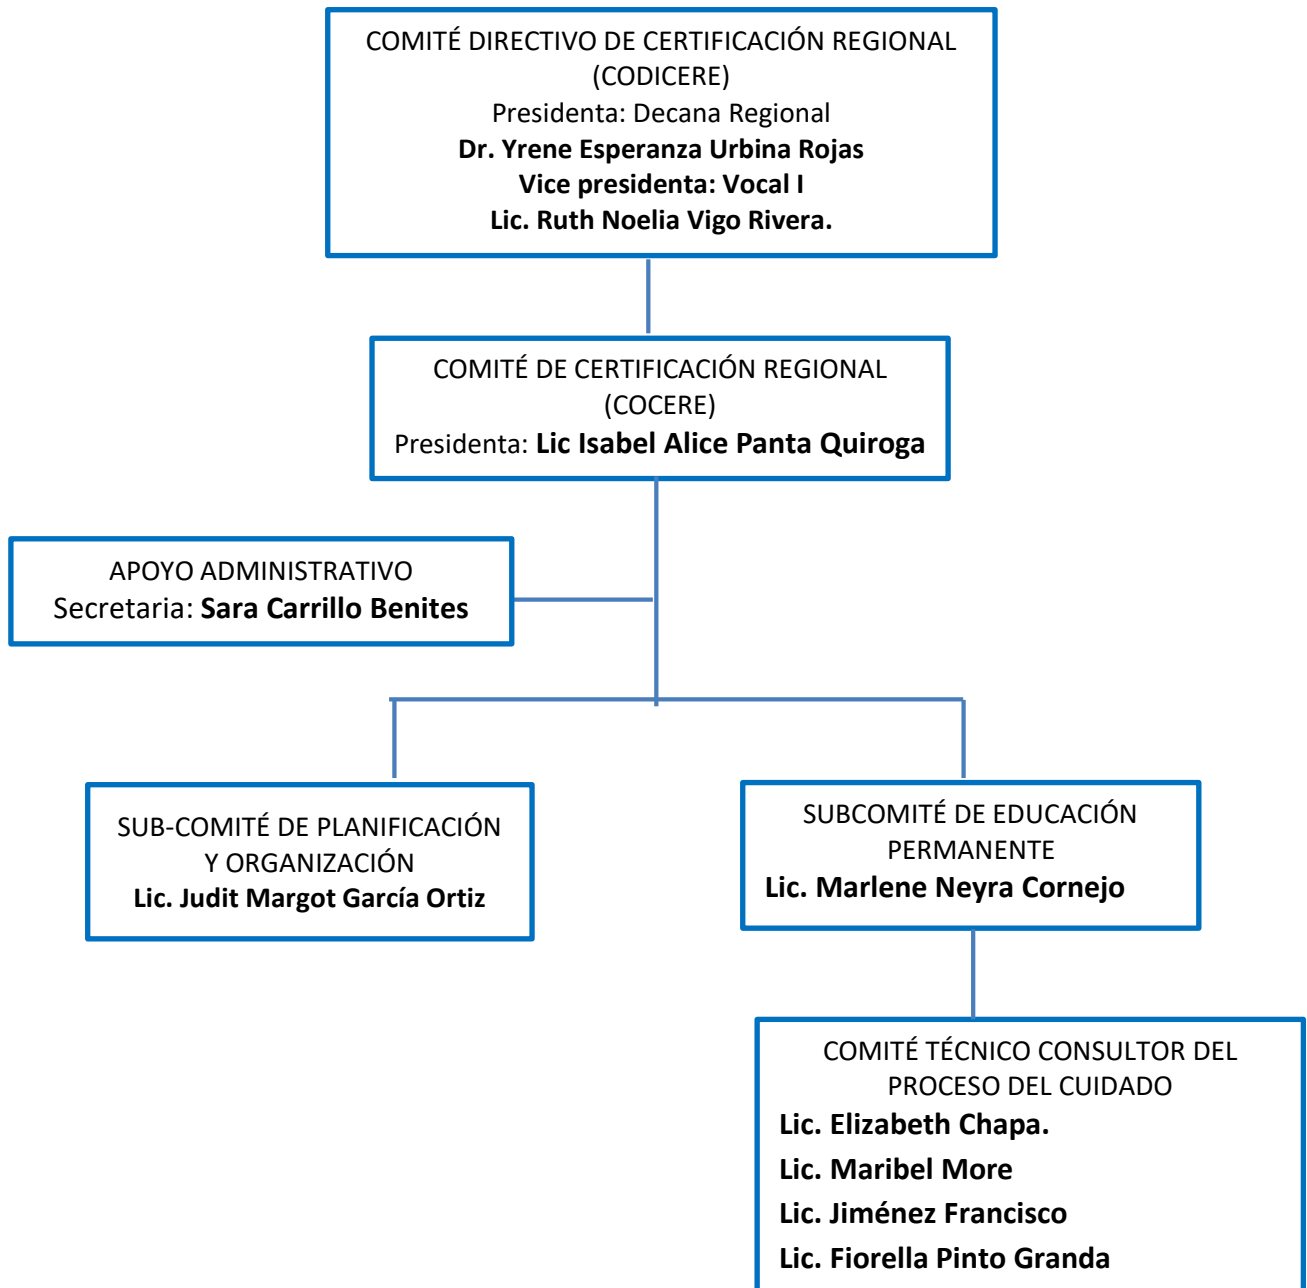 COMITÉ DIRECTIVO DE CERTIFICACIÓN REGIONAL
(CODICERE)
Presidenta: Decana Regional
Dr. Yrene Esperanza Urbina Rojas
Vice presidenta: Vocal I
Lic. Ruth Noelia Vigo Rivera.
COMITÉ DE CERTIFICACIÓN REGIONAL
(COCERE)
Presidenta: Lic Isabel Alice Panta Quiroga
APOYO ADMINISTRATIVO
Secretaria: Sara Carrillo Benites
SUB-COMITÉ DE PLANIFICACIÓN
Y ORGANIZACIÓN
Lic. Judit Margot García Ortiz
SUBCOMITÉ DE EDUCACIÓN
PERMANENTE
Lic. Marlene Neyra Cornejo
COMITÉ TÉCNICO CONSULTOR DEL
PROCESO DEL CUIDADO
Lic. Elizabeth Chapa.
Lic. Maribel More
Lic. Jiménez Francisco
Lic. Fiorella Pinto Granda